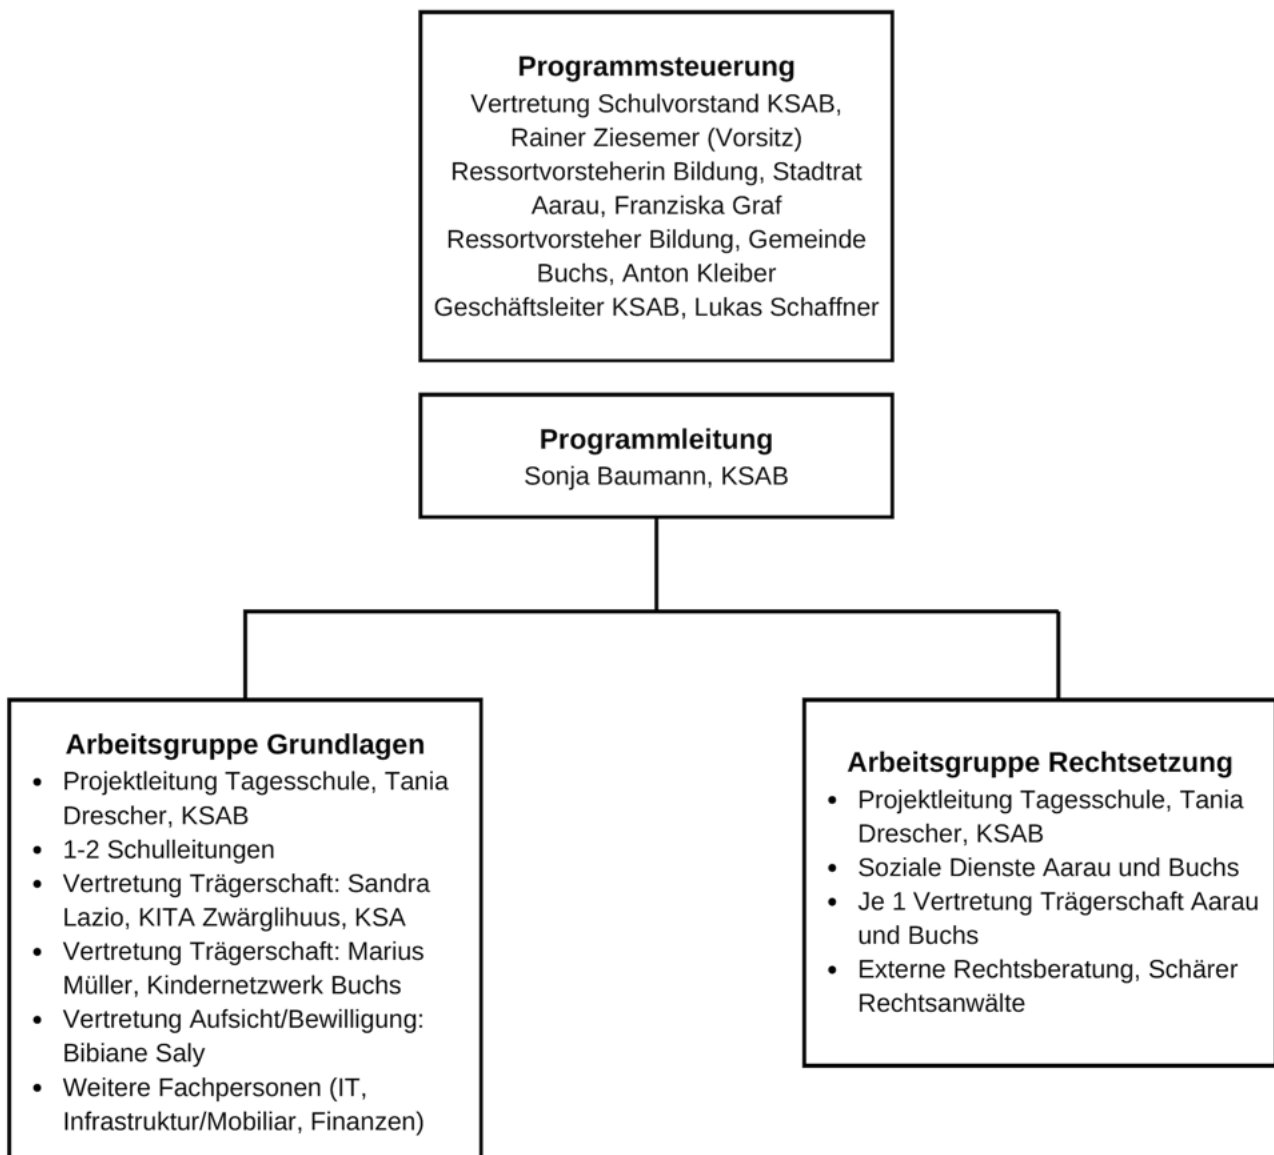 Programmsteuerung
Vertretung Schulvorstand KSAB,
Rainer Ziesemer (Vorsitz)
Ressortvorsteherin Bildung, Stadtrat
Aarau, Franziska Graf
Ressortvorsteher Bildung, Gemeinde
Buchs, Anton Kleiber
Geschäftsleiter KSAB, Lukas Schaffner
Programmleitung
Sonja Baumann, KSAB
Arbeitsgruppe Grundlagen
• Projektleitung Tagesschule, Tania
Drescher, KSAB
• 1-2 Schulleitungen
• Vertretung Trägerschaft: Sandra
Lazio, KITA Zwärglihuus, KSA
• Vertretung Trägerschaft: Marius
Müller, Kindernetzwerk Buchs
• Vertretung Aufsicht/Bewilligung:
Bibiane Saly
• Weitere Fachpersonen (IT,
Infrastruktur/Mobiliar, Finanzen)
Arbeitsgruppe Rechtsetzung
• Projektleitung Tagesschule, Tania
Drescher, KSAB
• Soziale Dienste Aarau und Buchs
• Je 1 Vertretung Trägerschaft Aarau
und Buchs
• Externe Rechtsberatung, Schärer
Rechtsanwälte